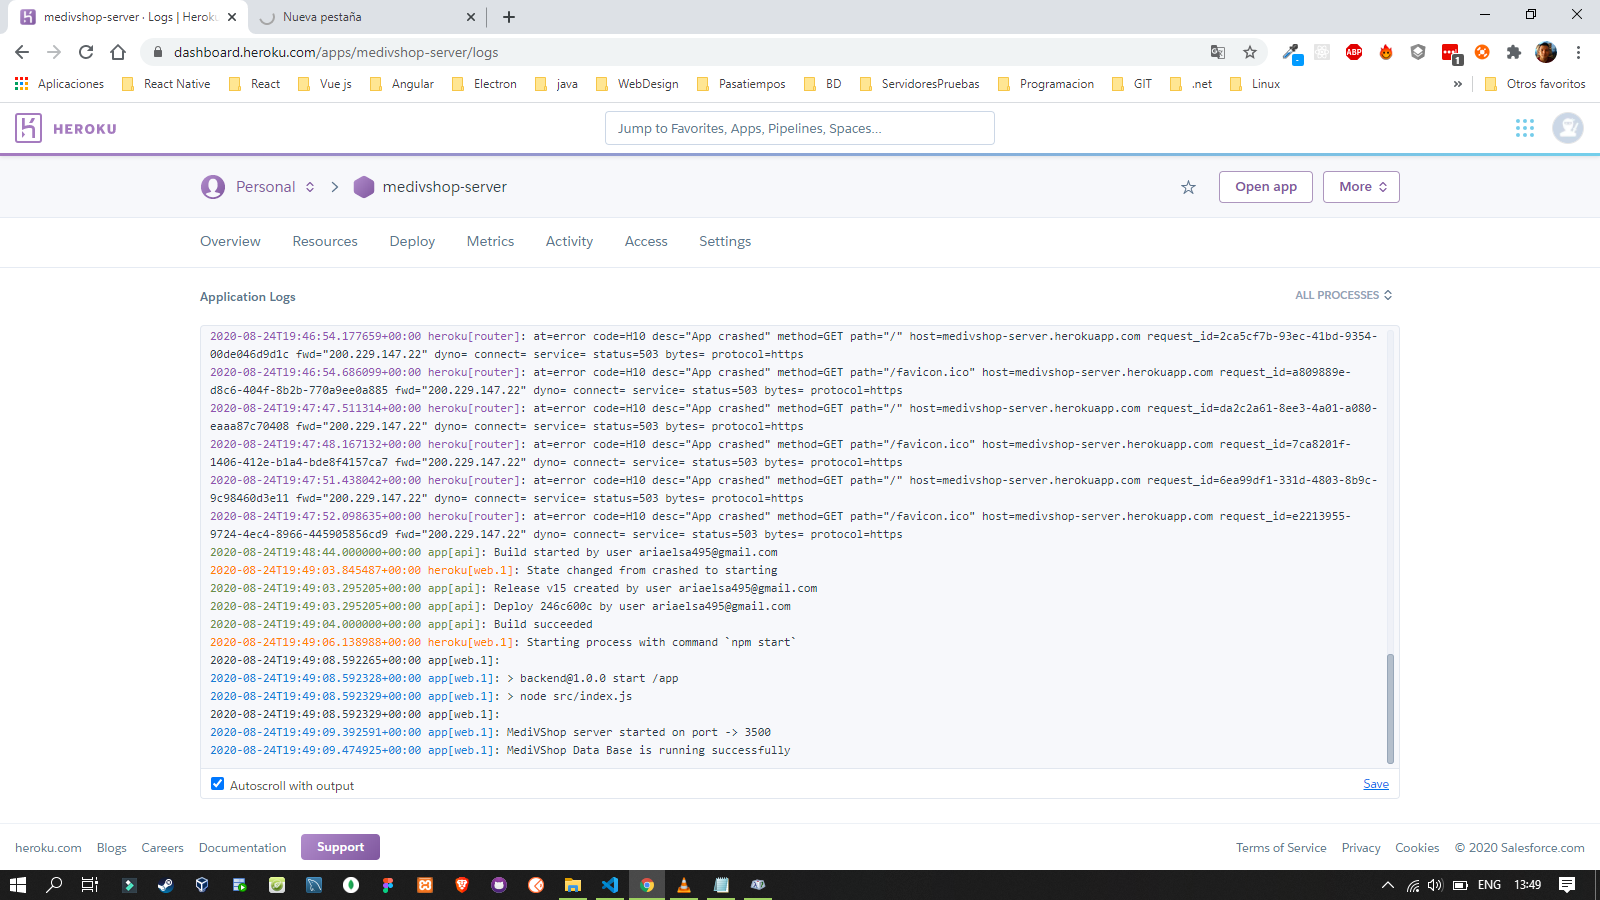 medivshop-server · Logs | Heroku
Nueva pestaña
dashboard.heroku.com/apps/medivshop-server/logs
ABP
1
Aplicaciones
React Native
React
Vue js
Angular
Electron
java
WebDesign
Pasatiempos
BD
ServidoresPruebas
Programacion
GIT
.net
Linux
»
Otros favoritos
HEROKU
Jump to Favorites, Apps, Pipelines, Spaces...
Personal
medivshop-server
Open app
More
Overview
Resources
Deploy
Metrics
Activity
Access
Settings
Application Logs
ALL PROCESSES
2020-08-24T19:46:54.177659+00:00 heroku[router]: at=error code=H10 desc="App crashed" method=GET path="/" host=medivshop-server.herokuapp.com request_id=2ca5cf7b-93ec-41bd-9354-
00de046d9d1c fwd="200.229.147.22" dyno= connect= service= status=503 bytes= protocol=https
2020-08-24T19:46:54.686099+00:00 heroku[router]: at=error code=H10 desc="App crashed" method=GET path="/favicon.ico" host=medivshop-server.herokuapp.com request_id=a809889e-
d8c6-404f-8b2b-770a9ee0a885 fwd="200.229.147.22" dyno= connect= service= status=503 bytes= protocol=https
2020-08-24T19:47:47.511314+00:00 heroku[router]: at=error code=H10 desc="App crashed" method=GET path="/" host=medivshop-server.herokuapp.com request_id=da2c2a61-8ee3-4a01-a080-
eaaa87c70408 fwd="200.229.147.22" dyno= connect= service= status=503 bytes= protocol=https
2020-08-24T19:47:48.167132+00:00 heroku[router]: at=error code=H10 desc="App crashed" method=GET path="/favicon.ico" host=medivshop-server.herokuapp.com request_id=7ca8201f-
1406-412e-b1a4-bde8f4157ca7 fwd="200.229.147.22" dyno= connect= service= status=503 bytes= protocol=https
2020-08-24T19:47:51.438042+00:00 heroku[router]: at=error code=H10 desc="App crashed" method=GET path="/" host=medivshop-server.herokuapp.com request_id=6ea99df1-331d-4803-8b9c-
9c98460d3e11 fwd="200.229.147.22" dyno= connect= service= status=503 bytes= protocol=https
2020-08-24T19:47:52.098635+00:00 heroku[router]: at=error code=H10 desc="App crashed" method=GET path="/favicon.ico" host=medivshop-server.herokuapp.com request_id=e2213955-
9724-4ec4-8966-445905856cd9 fwd="200.229.147.22" dyno= connect= service= status=503 bytes= protocol=https
2020-08-24T19:48:44.000000+00:00 app[api]: Build started by user ariaelsa495@gmail.com
2020-08-24T19:49:03.845487+00:00 heroku[web.1]: State changed from crashed to starting
2020-08-24T19:49:03.295205+00:00 app[api]: Release v15 created by user ariaelsa495@gmail.com
2020-08-24T19:49:03.295205+00:00 app[api]: Deploy 246c600c by user ariaelsa495@gmail.com
2020-08-24T19:49:04.000000+00:00 app[api]: Build succeeded
2020-08-24T19:49:06.138988+00:00 heroku[web.1]: Starting process with command `npm start`
2020-08-24T19:49:08.592265+00:00 app[web.1]:
2020-08-24T19:49:08.592328+00:00 app[web.1]: > backend@1.0.0 start /app
2020-08-24T19:49:08.592329+00:00 app[web.1]: > node src/index.js
2020-08-24T19:49:08.592329+00:00 app[web.1]:
2020-08-24T19:49:09.392591+00:00 app[web.1]: MediVShop server started on port -> 3500
2020-08-24T19:49:09.474925+00:00 app[web.1]: MediVShop Data Base is running successfully
Autoscroll with output
Save
heroku.com
Blogs
Careers
Documentation
Support
Terms of Service
Privacy
Cookies
© 2020 Salesforce.com
ENG
13:49